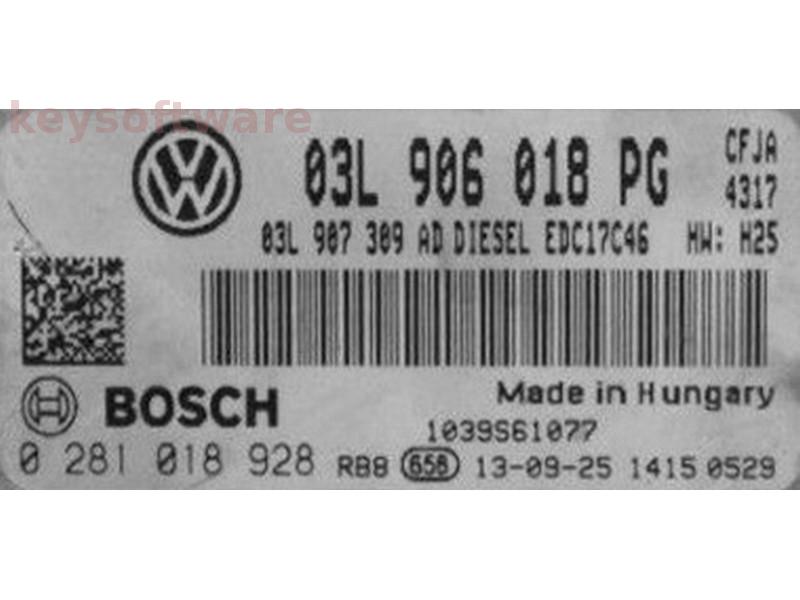 keysoftware
03L 906 018 PG
CFJA
4317
03L 907 309 AD DIESEL EDC17C46 HW: H25
BOSCH
Made in Hungary
1039S61077
0 281 018 928 RB8 658 13-09-25 1415 0529